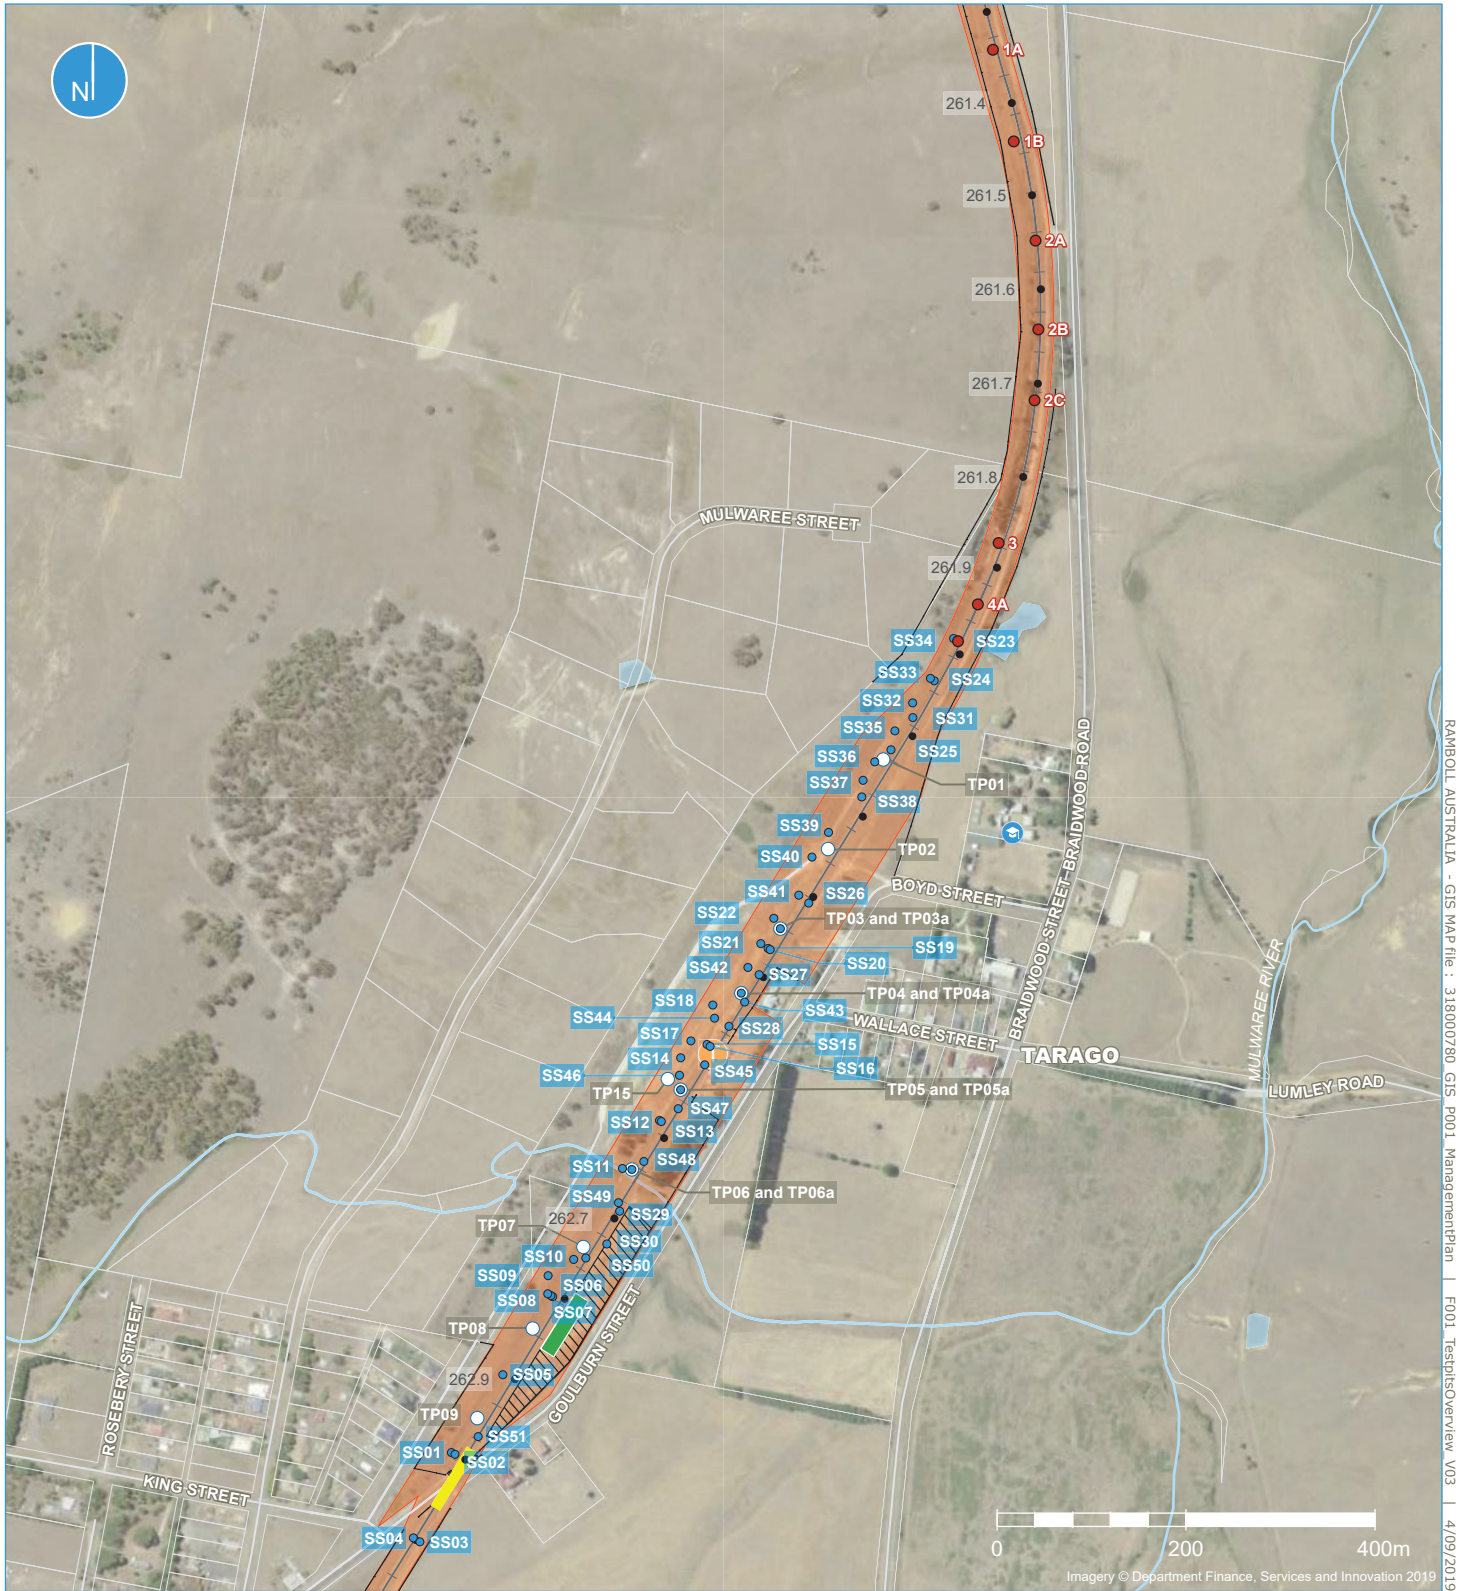 N
1A
261.4
1B
261.5
2A
261.6
2B
261.7
2C
261.8
MULWAREE STREET
3
261.9
4A
SS34
SS23
SS33
SS24
SS32
SS31
SS35
SS25
SS36
TP01
SS37
SS38
SS39
TP02
SS40
SS41
SS26
BOYD STREET
SS22
TP03 and TP03a
SS21
SS19
SS20
SS42
SS27
TP04 and TP04a
SS18
SS43
SS44
SS28
WALLACE STREET
SS17
SS15
SS14
SS16
SS45
SS46
TP15
TP05 and TP05a
SS47
SS12
SS13
SS48
SS11
TP06 and TP06a
SS49
SS29
262.7
TP07
SS30
SS10
SS50
SS09
SS06
SS08
SS07
TP08
SS05
262.9
TP09
SS51
SS01
SS02
SS04
SS03
BRAIDWOOD STREET-BRAIDWOOD ROAD
TARAGO
MULWAREE RIVER
LUMLEY ROAD
GOULBURN STREET
ROSEBERY STREET
KING STREET
0 200 400m
Imagery © Department Finance, Services and Innovation 2019
RAMBOLL AUSTRALIA - GIS MAP file : 318000780_GIS_P001_ManagementPlan | F001_TestpitsOverview_V03 | 4/09/2019